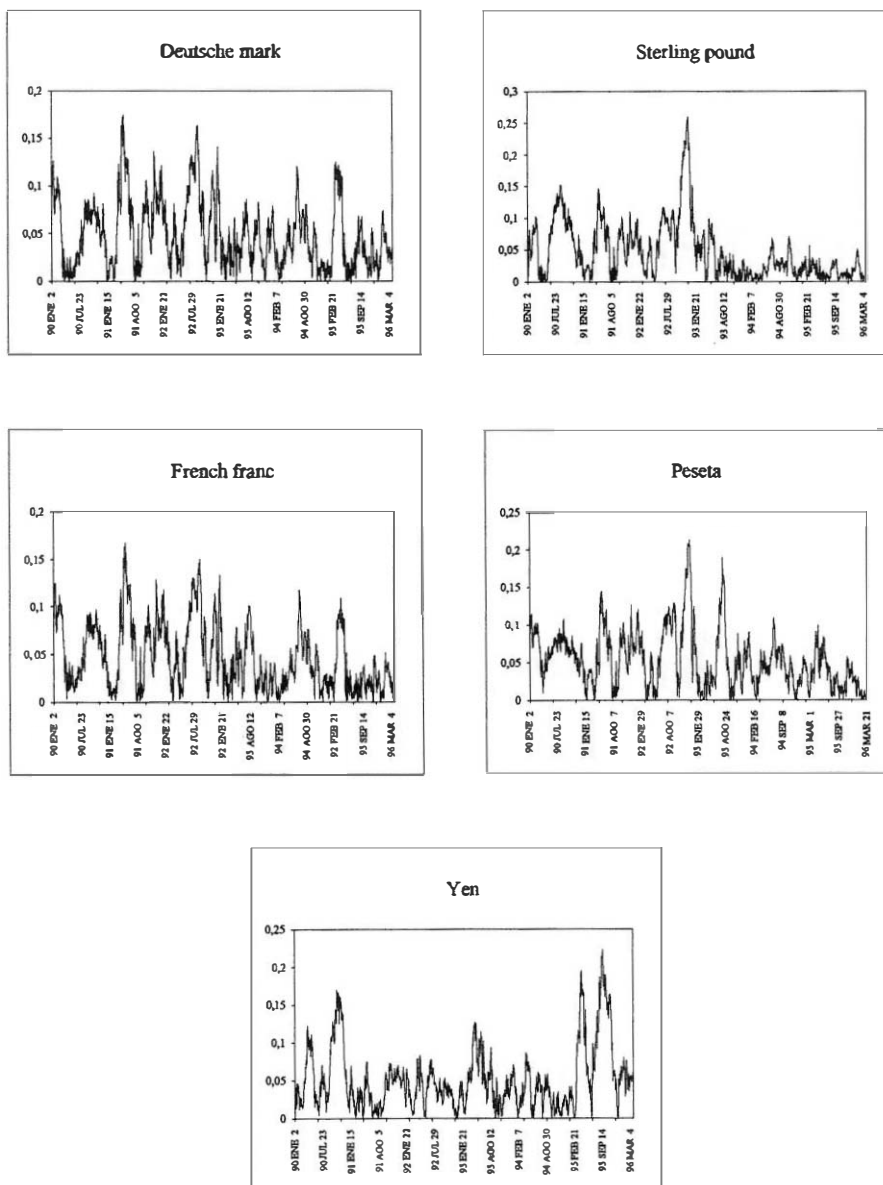 Deutsche mark
0,2
0,15
0,1
0,05
0
90 ENE 2
90 JUL 23
91 ENE 15
91 AGO 5
92 ENE 22
92 JUL 29
93 ENE 21
93 AGO 12
94 FEB 7
94 AGO 30
93 FEB 21
93 SEP 14
96 MAR 4
Sterling pound
0,3
0,25
0,2
0,15
0,1
0,05
0
90 ENE 2
90 JUL 23
91 ENE 15
91 AGO 5
92 ENE 22
92 JUL 29
93 ENE 21
93 AGO 12
94 FEB 7
94 AGO 30
95 FEB 21
95 SEP 14
96 MAR 4
French franc
0,2
0,15
0,1
0,05
0
90 ENE 2
90 JUL 23
91 ENE 15
91 AGO 5
92 ENE 22
92 JUL 29
93 ENE 21
93 AGO 12
94 FEB 7
94 AGO 30
92 FEB 21
93 SEP 14
96 MAR 4
Peseta
0,25
0,2
0,15
0,1
0,05
0
90 ENE 2
90 JUL 23
91 ENE 15
91 AGO 7
92 ENE 29
92 AGO 7
93 ENE 29
93 AGO 24
94 FEB 16
94 SEP 8
93 MAR 1
93 SEP 27
96 MAR 21
Yen
0,25
0,2
0,15
0,1
0,05
0
90 ENE 2
90 JUL 23
91 ENE 15
91 AGO 5
92 ENE 22
92 JUL 29
93 ENE 21
93 AGO 12
94 FEB 7
94 AGO 30
95 FEB 21
95 SEP 14
96 MAR 4